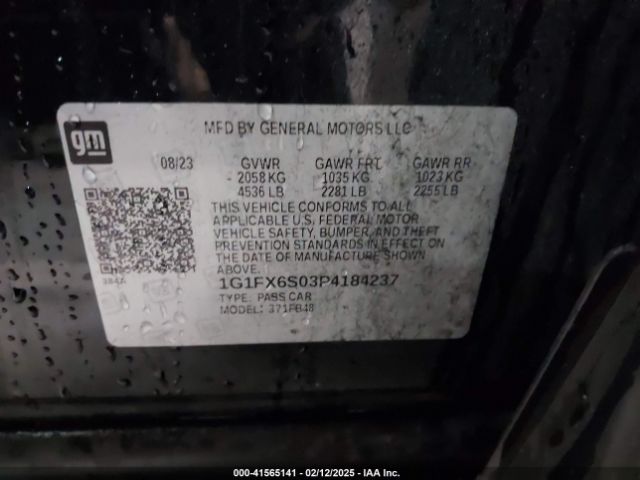 gm
MFD BY GENERAL MOTORS LLC
08/23 GVWR GAWR FRT GAWR RR
2058 KG 1035 KG 1023 KG
4536 LB 2281 LB 2255 LB
THIS VEHICLE CONFORMS TO ALL
APPLICABLE U.S. FEDERAL MOTOR
VEHICLE SAFETY, BUMPER, AND THEFT
PREVENTION STANDARDS IN EFFECT ON
THE DATE OF MANUFACTURE SHOWN
ABOVE.
1G1FX6S03P4184237
TYPE: PASS CAR
MODEL: 371FB48
000-41565141 - 02/12/2025 - IAA Inc.